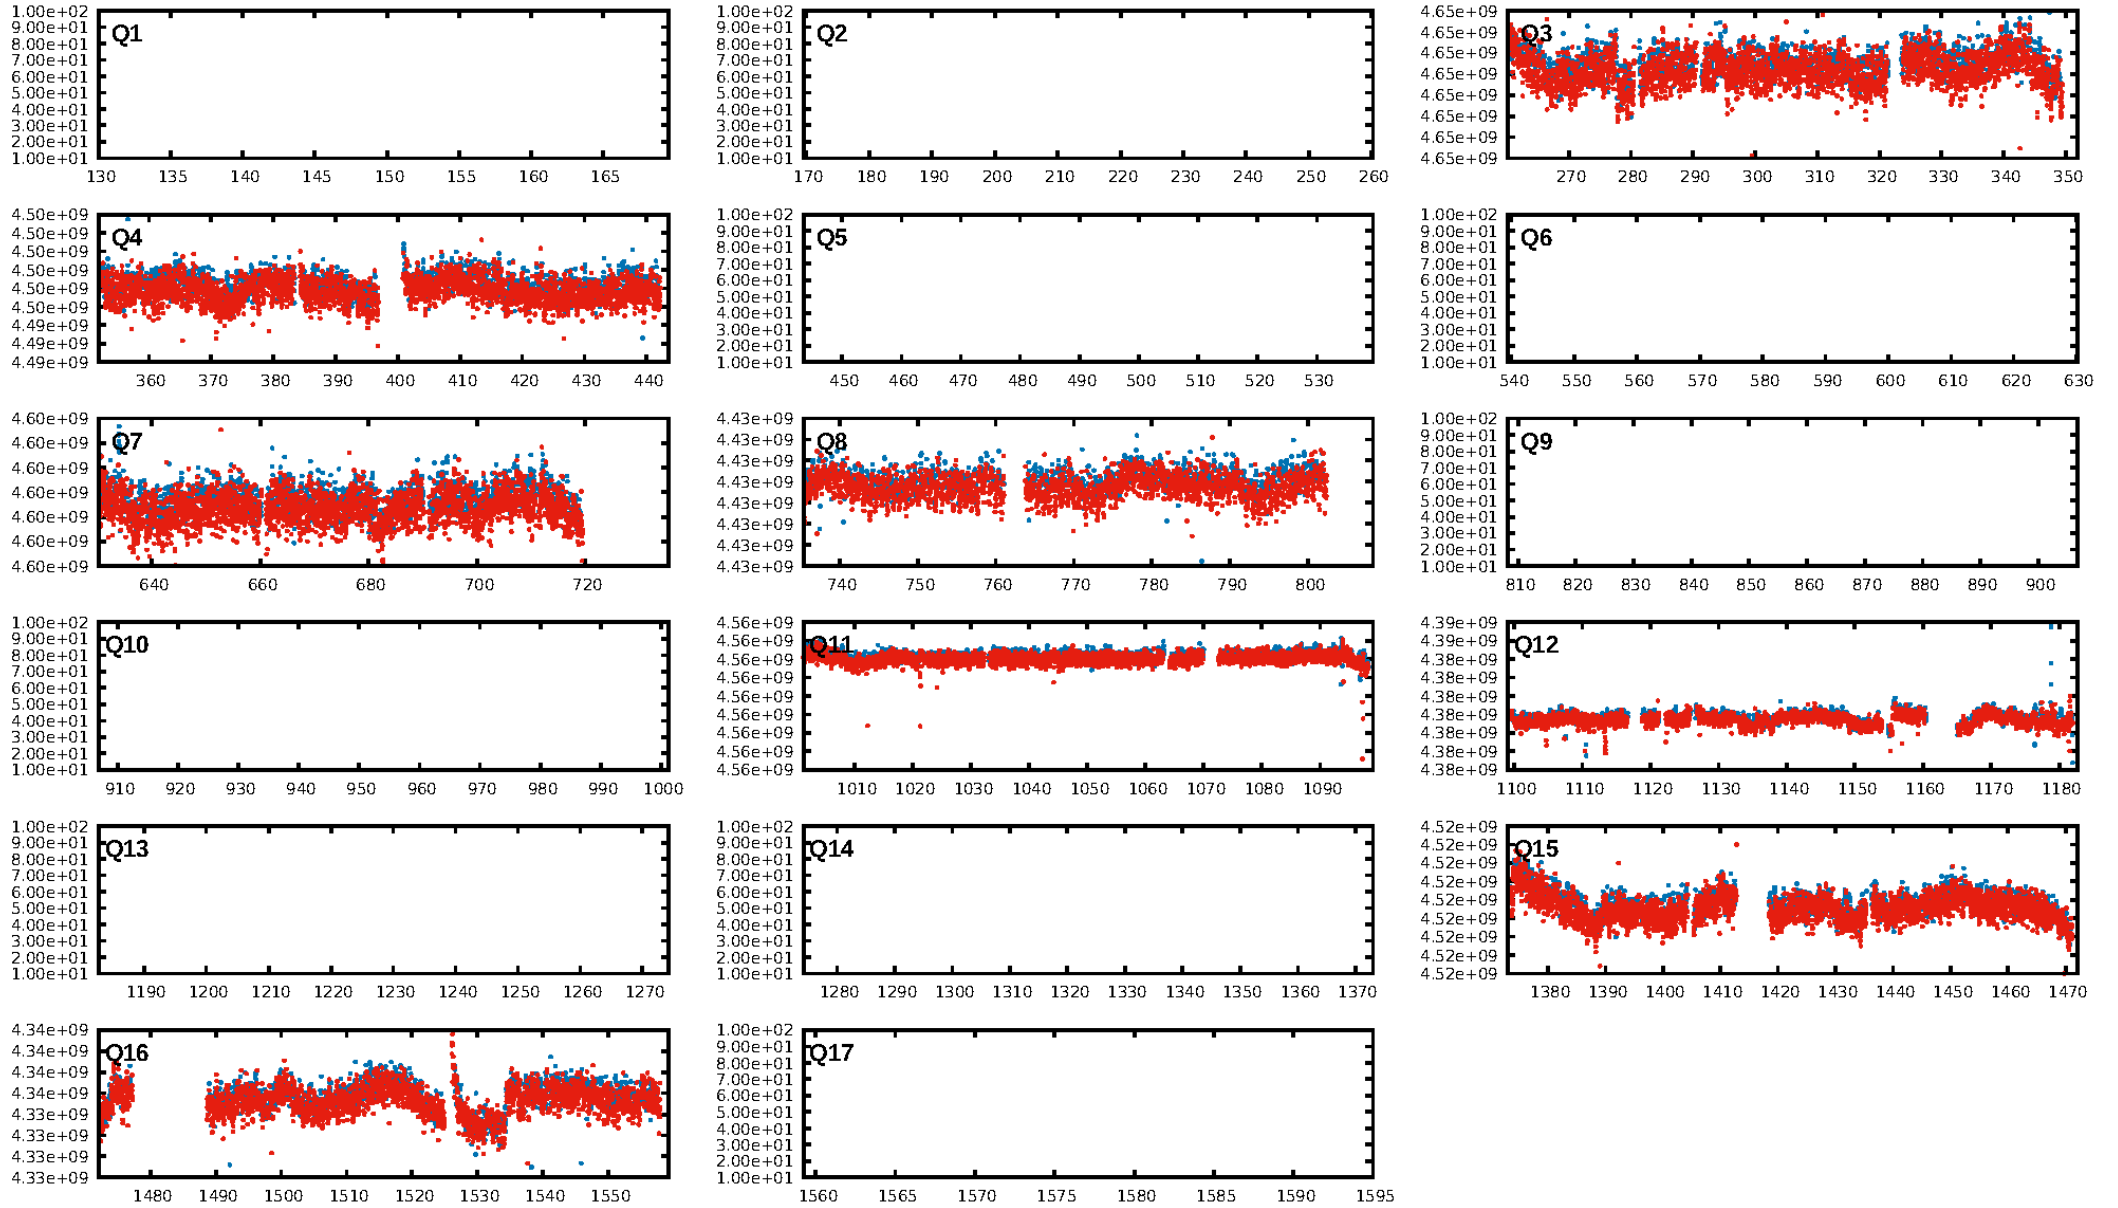 1.00e+02
Q1
9.00e+01
8.00e+01
7.00e+01
6.00e+01
5.00e+01
4.00e+01
3.00e+01
2.00e+01
1.00e+01
130 135 140 145 150 155 160 165
1.00e+02
Q2
9.00e+01
8.00e+01
7.00e+01
6.00e+01
5.00e+01
4.00e+01
3.00e+01
2.00e+01
1.00e+01
170 180 190 200 210 220 230 240 250 260
4.65e+09
Q3
4.65e+09
4.65e+09
4.65e+09
4.65e+09
4.65e+09
4.65e+09
4.65e+09
270 280 290 300 310 320 330 340 350
4.50e+09
Q4
4.50e+09
4.50e+09
4.50e+09
4.50e+09
4.50e+09
4.49e+09
4.49e+09
4.49e+09
360 370 380 390 400 410 420 430 440
1.00e+02
Q5
9.00e+01
8.00e+01
7.00e+01
6.00e+01
5.00e+01
4.00e+01
3.00e+01
2.00e+01
1.00e+01
450 460 470 480 490 500 510 520 530
1.00e+02
Q6
9.00e+01
8.00e+01
7.00e+01
6.00e+01
5.00e+01
4.00e+01
3.00e+01
2.00e+01
1.00e+01
540 550 560 570 580 590 600 610 620 630
4.60e+09
Q7
4.60e+09
4.60e+09
4.60e+09
4.60e+09
4.60e+09
4.60e+09
640 660 680 700 720
4.43e+09
Q8
4.43e+09
4.43e+09
4.43e+09
4.43e+09
4.43e+09
4.43e+09
4.43e+09
740 750 760 770 780 790 800
1.00e+02
Q9
9.00e+01
8.00e+01
7.00e+01
6.00e+01
5.00e+01
4.00e+01
3.00e+01
2.00e+01
1.00e+01
810 820 830 840 850 860 870 880 890 900
1.00e+02
Q10
9.00e+01
8.00e+01
7.00e+01
6.00e+01
5.00e+01
4.00e+01
3.00e+01
2.00e+01
1.00e+01
910 920 930 940 950 960 970 980 990 1000
4.56e+09
Q11
4.56e+09
4.56e+09
4.56e+09
4.56e+09
4.56e+09
4.56e+09
4.56e+09
4.56e+09
1010 1020 1030 1040 1050 1060 1070 1080 1090
4.39e+09
Q12
4.39e+09
4.38e+09
4.38e+09
4.38e+09
4.38e+09
4.38e+09
4.38e+09
4.38e+09
1100 1110 1120 1130 1140 1150 1160 1170 1180
1.00e+02
Q13
9.00e+01
8.00e+01
7.00e+01
6.00e+01
5.00e+01
4.00e+01
3.00e+01
2.00e+01
1.00e+01
1190 1200 1210 1220 1230 1240 1250 1260 1270
1.00e+02
Q14
9.00e+01
8.00e+01
7.00e+01
6.00e+01
5.00e+01
4.00e+01
3.00e+01
2.00e+01
1.00e+01
1280 1290 1300 1310 1320 1330 1340 1350 1360 1370
4.52e+09
Q15
4.52e+09
4.52e+09
4.52e+09
4.52e+09
4.52e+09
4.52e+09
4.52e+09
4.52e+09
1380 1390 1400 1410 1420 1430 1440 1450 1460 1470
4.34e+09
Q16
4.34e+09
4.34e+09
4.34e+09
4.33e+09
4.33e+09
4.33e+09
4.33e+09
1480 1490 1500 1510 1520 1530 1540 1550
1.00e+02
Q17
9.00e+01
8.00e+01
7.00e+01
6.00e+01
5.00e+01
4.00e+01
3.00e+01
2.00e+01
1.00e+01
1560 1565 1570 1575 1580 1585 1590 1595